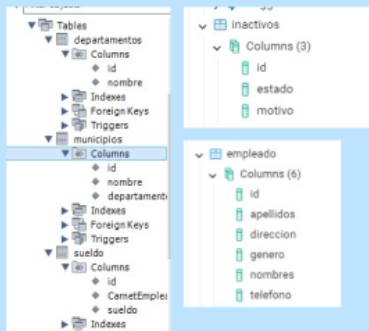 Tables
departamentos
Columns
id
nombre
Indexes
Foreign Keys
Triggers
municipios
Columns
id
nombre
departament
Indexes
Foreign Keys
Triggers
sueldo
Columns
id
CarnetEmplea
sueldo
Indexes
inactivos
Columns (3)
id
estado
motivo
empleado
Columns (6)
id
apellidos
direccion
genero
nombres
telefono